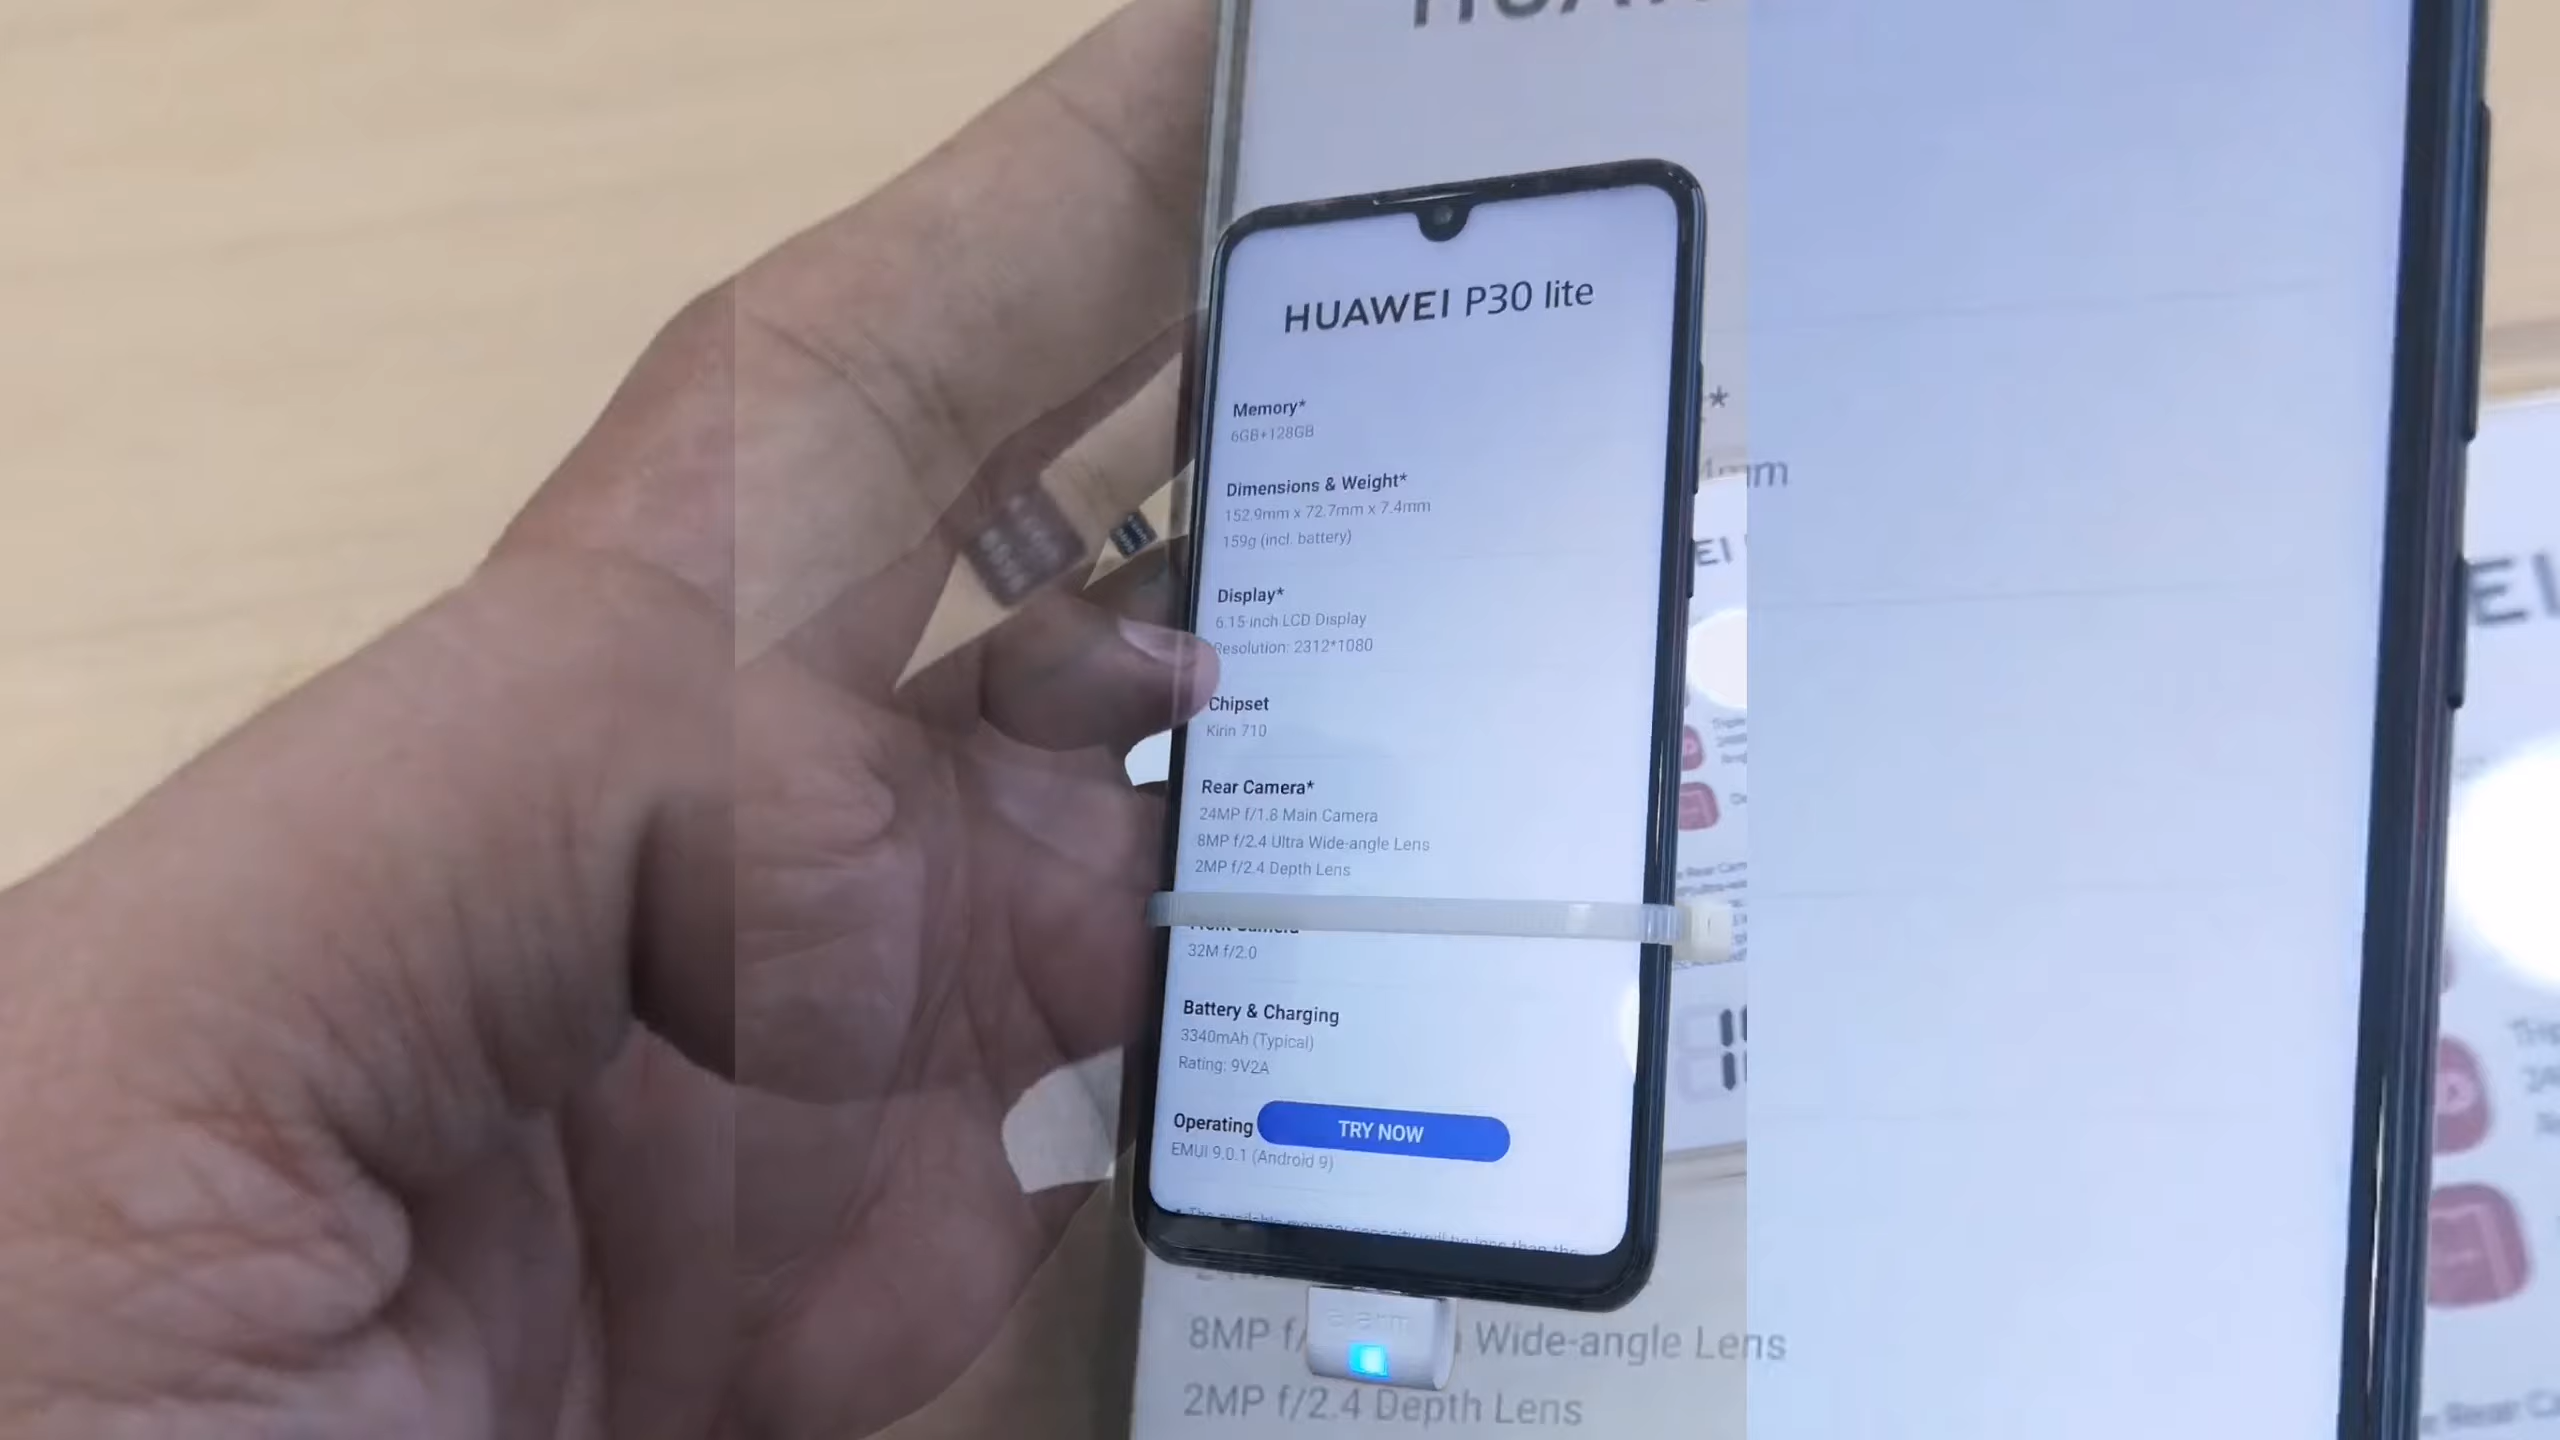 HUAWEI P30 lite
Memory*
6GB+128GB
Dimensions & Weight*
152.9mm x 72.7mm x 7.4mm
159g (incl. battery)
Display*
6.15 inch LCD Display
Resolution: 2312*1080
Chipset
Kirin 710
Rear Camera*
24MP f/1.8 Main Camera
8MP f/2.4 Ultra Wide-angle Lens
2MP f/2.4 Depth Lens
Front Camera
32M f/2.0
Battery & Charging
3340mAh (Typical)
Rating: 9V2A
Operating
TRY NOW
EMUI 9.0.1 (Android 9)
8MP f/ Wide-angle Lens
2MP f/2.4 Depth Lens